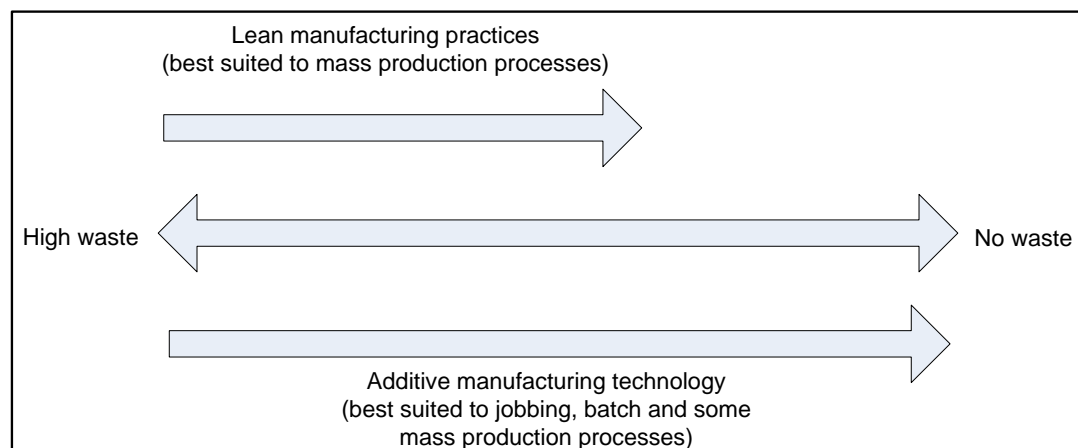 Lean manufacturing practices
(best suited to mass production processes)
High waste
No waste
Additive manufacturing technology
(best suited to jobbing, batch and some
mass production processes)